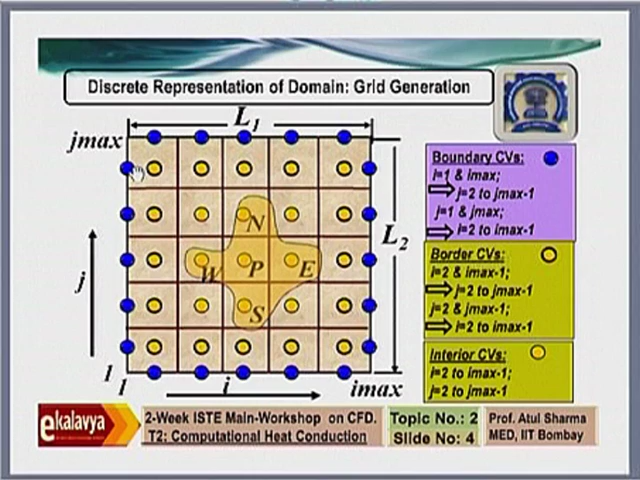 Discrete Representation of Domain: Grid Generation
L1
jmax
N
W
P
E
S
L2
j
1
1
i
imax
Boundary CVs:
i=1 & imax;
j=2 to jmax-1
j=1 & jmax;
i=2 to imax-1
Border CVs:
i=2 & imax-1;
j=2 to jmax-1
j=2 & jmax-1;
i=2 to imax-1
Interior CVs:
i=2 to imax-1;
j=2 to jmax-1
ekalavya
2-Week ISTE Main-Workshop on CFD.
T2: Computational Heat Conduction
Topic No.: 2
Slide No: 4
Prof. Atul Sharma
MED, IIT Bombay